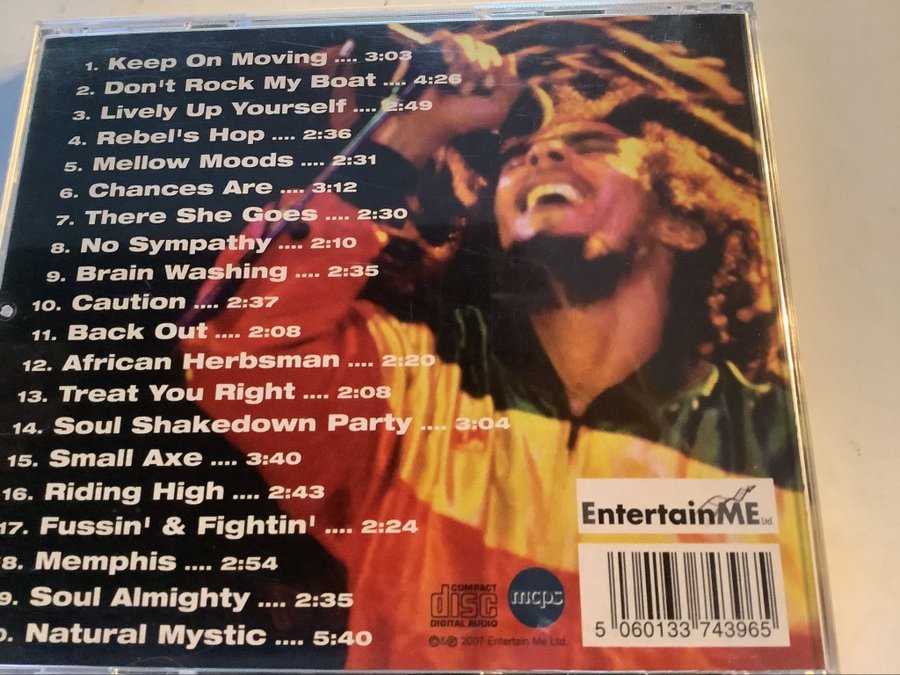 1. Keep On Moving .... 3:03
2. Don't Rock My Boat .... 4:26
3. Lively Up Yourself .... 2:49
4. Rebel's Hop .... 2:36
5. Mellow Moods .... 2:31
6. Chances Are .... 3:12
7. There She Goes .... 2:30
8. No Sympathy .... 2:10
9. Brain Washing .... 2:35
10. Caution .... 2:37
11. Back Out .... 2:08
12. African Herbsman .... 2:20
13. Treat You Right .... 2:08
14. Soul Shakedown Party .... 3:04
15. Small Axe .... 3:40
16. Riding High .... 2:43
17. Fussin' & Fightin' .... 2:24
8. Memphis .... 2:54
9. Soul Almighty .... 2:35
0. Natural Mystic .... 5:40
EntertainME Ltd
COMPACT
disc
DIGITAL AUDIO
mcps
©&℗ 2007 Entertain Me Ltd.
5 060133 743965